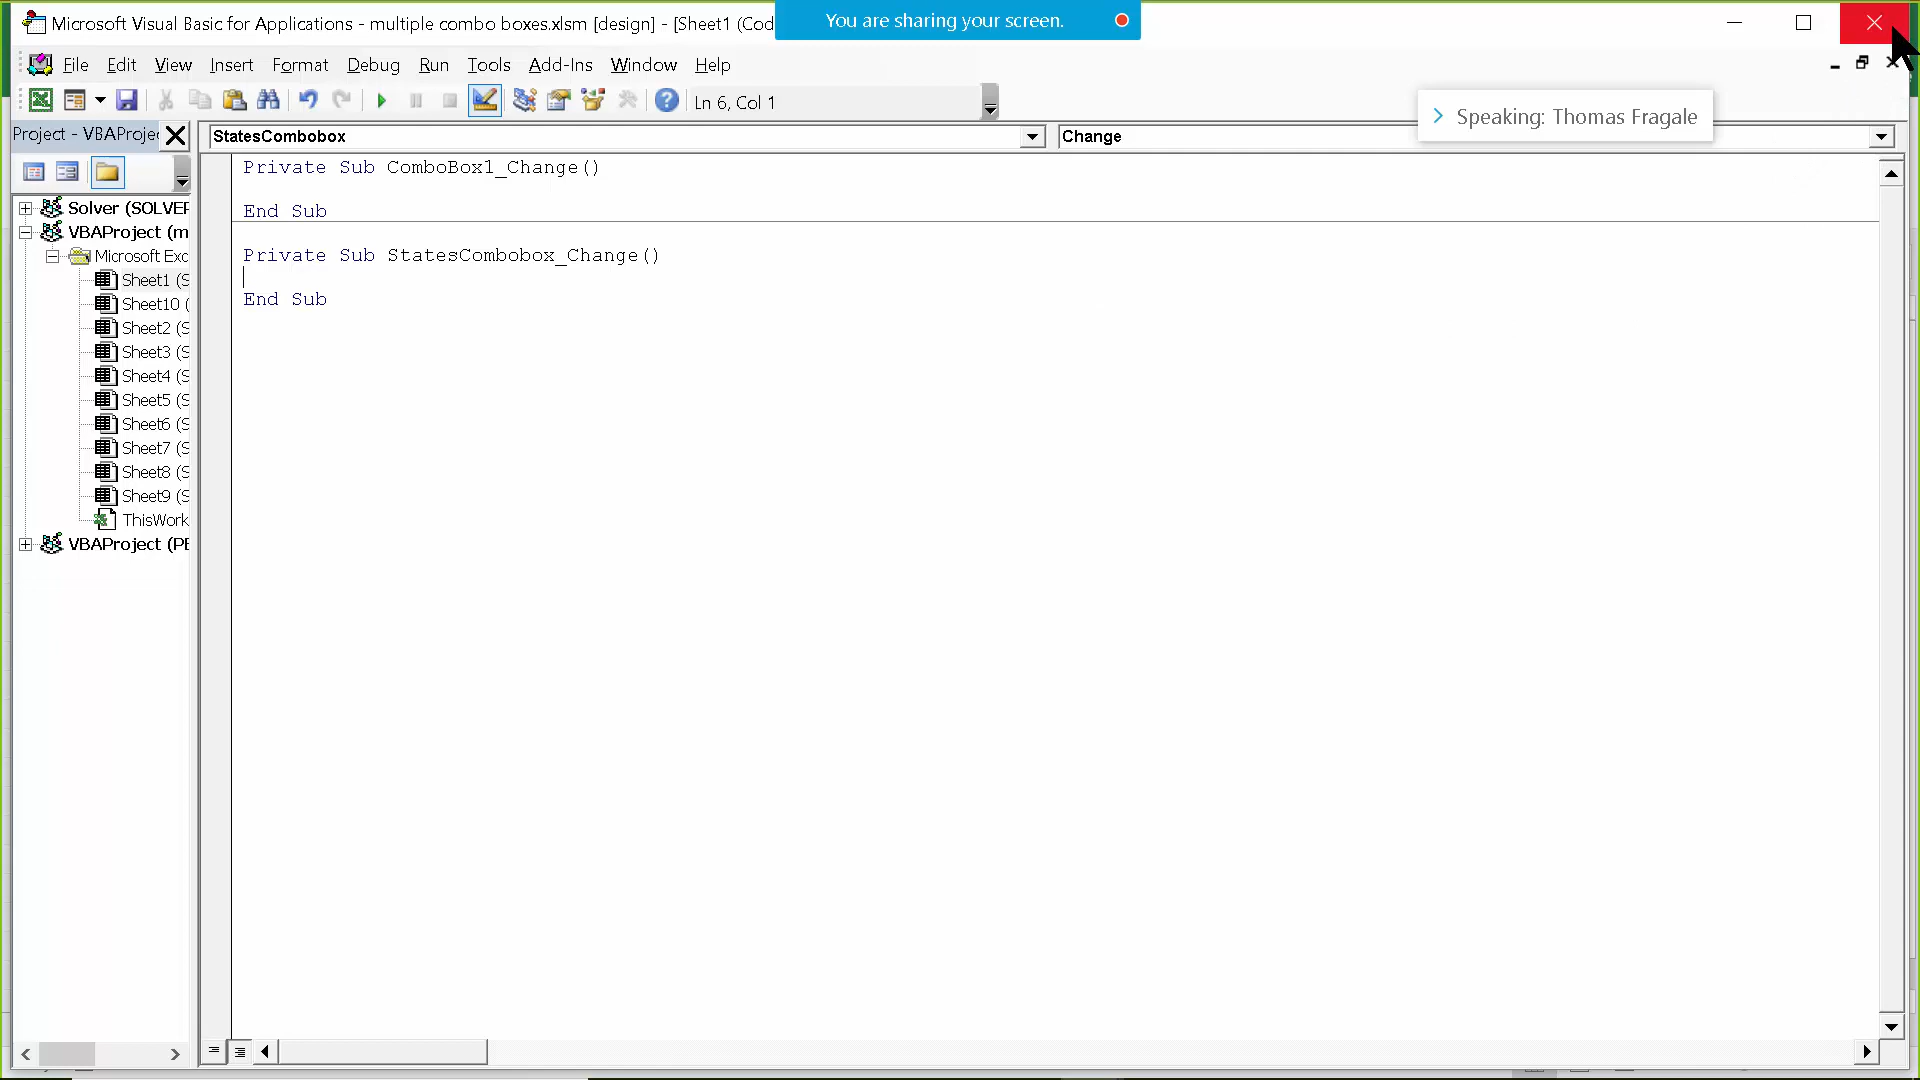 Microsoft Visual Basic for Applications - multiple combo boxes.xlsm [design] - [Sheet1 (Cod
You are sharing your screen.
File Edit View Insert Format Debug Run Tools Add-Ins Window Help
Ln 6, Col 1
Speaking: Thomas Fragale
Project - VBAProje
StatesCombobox
Change
Private Sub ComboBox1_Change()
End Sub
Private Sub StatesCombobox_Change()
End Sub
Solver (SOLVER
VBAProject (m
Microsoft Exc
Sheet1 (S
Sheet10 (
Sheet2 (S
Sheet3 (S
Sheet4 (S
Sheet5 (S
Sheet6 (S
Sheet7 (S
Sheet8 (S
Sheet9 (S
ThisWork
VBAProject (PE